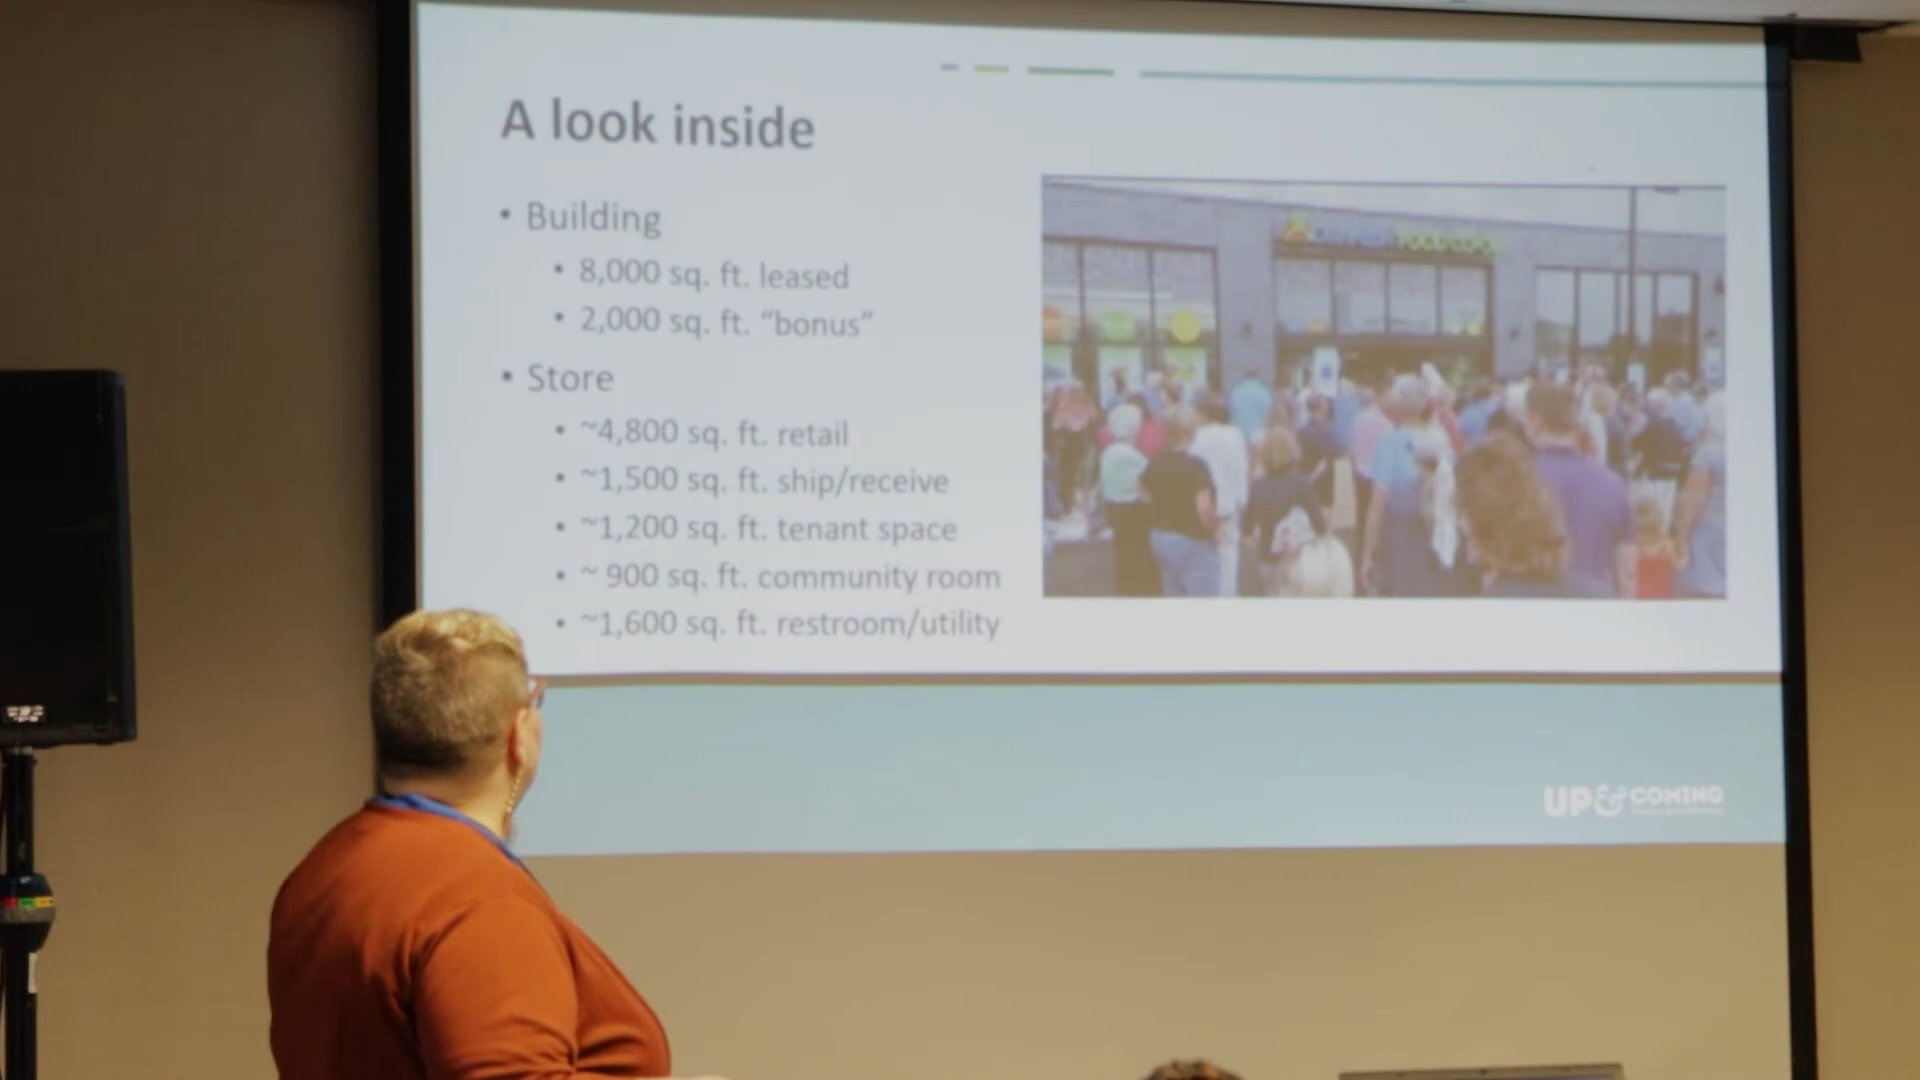 A look inside
• Building
• 8,000 sq. ft. leased
• 2,000 sq. ft. “bonus”
• Store
• ~4,800 sq. ft. retail
• ~1,500 sq. ft. ship/receive
• ~1,200 sq. ft. tenant space
• ~ 900 sq. ft. community room
• ~1,600 sq. ft. restroom/utility
UP & COMING